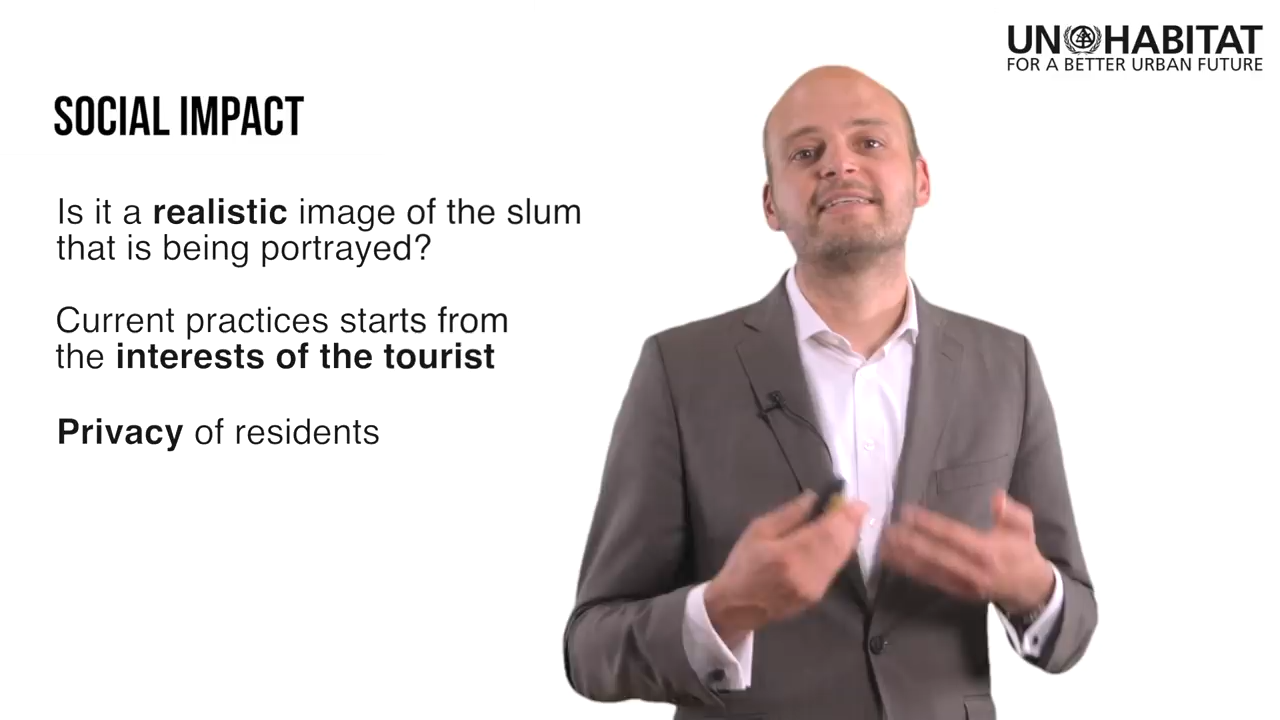 UN HABITAT
FOR A BETTER URBAN FUTURE
SOCIAL IMPACT
Is it a realistic image of the slum
that is being portrayed?
Current practices starts from
the interests of the tourist
Privacy of residents